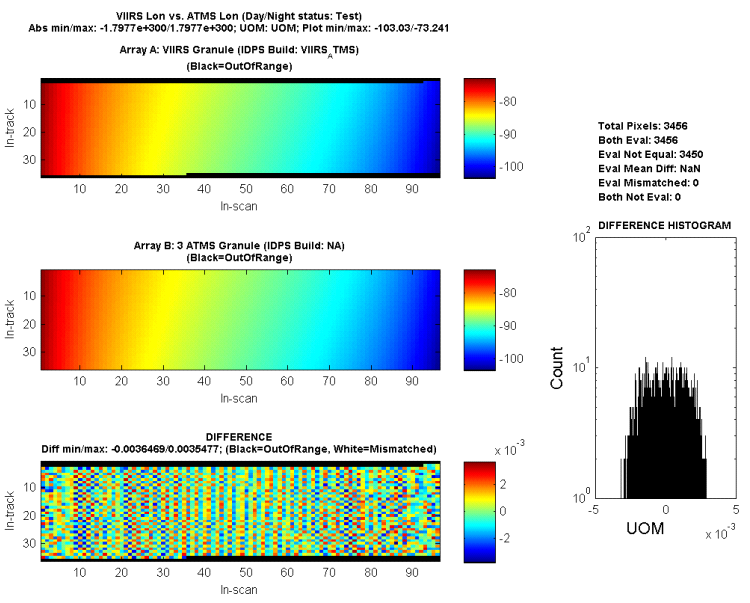 VIIRS Lon vs. ATMS Lon (Day/Night status: Test)
Abs min/max: -1.7977e+300/1.7977e+300; UOM: UOM; Plot min/max: -103.03/-73.241
Array A: VIIRS Granule (IDPS Build: VIIRS_ATMS)
(Black=OutOfRange)
In-track
10
20
30
10 20 30 40 50 60 70 80 90
In-scan
-80
-90
-100
Array B: 3 ATMS Granule (IDPS Build: NA)
(Black=OutOfRange)
In-track
10
20
30
10 20 30 40 50 60 70 80 90
In-scan
-80
-90
-100
DIFFERENCE
Diff min/max: -0.0036469/0.0035477; (Black=OutOfRange, White=Mismatched)
In-track
10
20
30
10 20 30 40 50 60 70 80 90
In-scan
x 10^-3
2
0
-2
Total Pixels: 3456
Both Eval: 3456
Eval Not Equal: 3450
Eval Mean Diff: NaN
Eval Mismatched: 0
Both Not Eval: 0
DIFFERENCE HISTOGRAM
Count
10^2
10^1
10^0
-5 0 5
UOM
x 10^-3